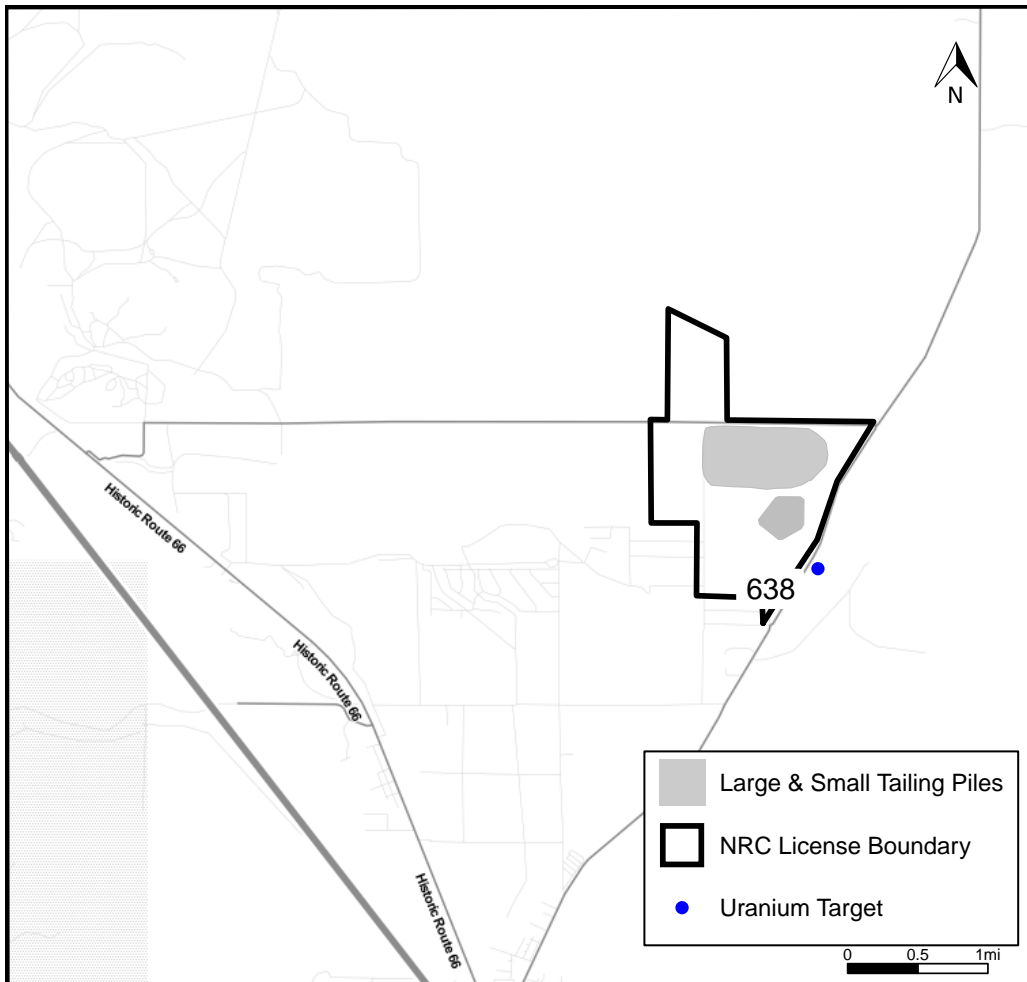 N
Historic Route 66
638
Historic Route 66
Large & Small Tailing Piles
NRC License Boundary
Historic Route 66
Uranium Target
0 0.5 1mi